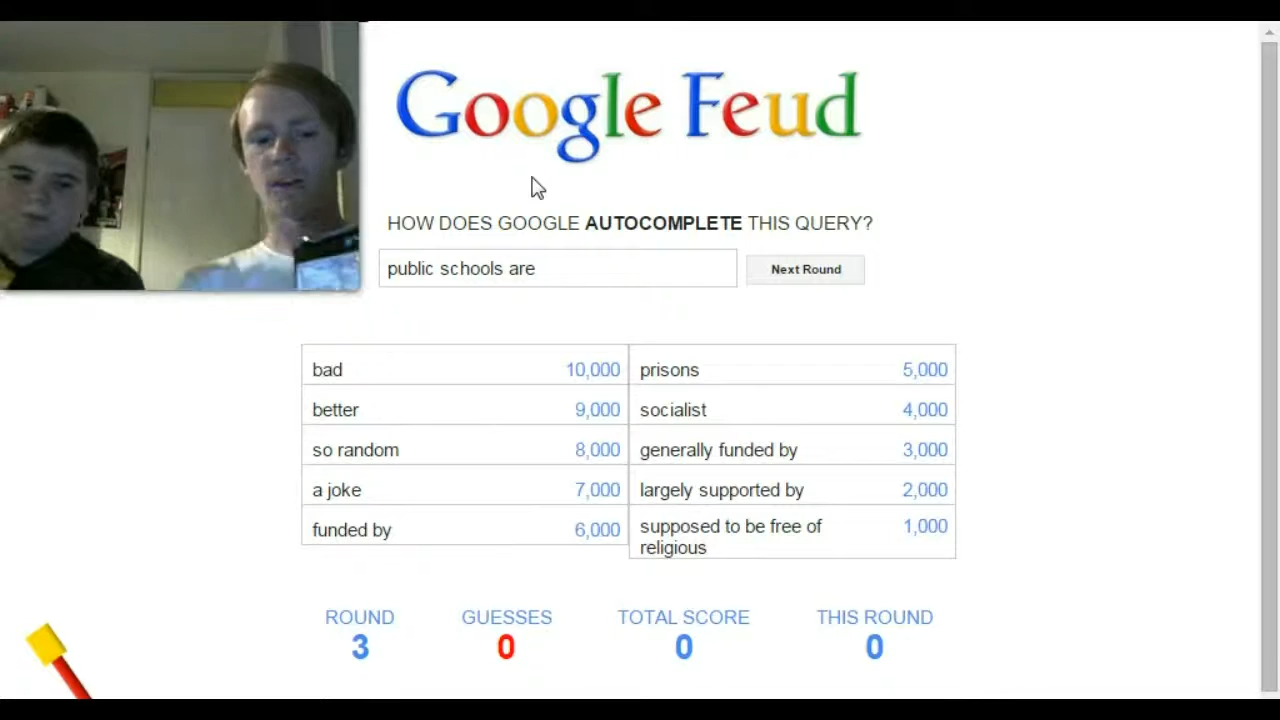 Google Feud
HOW DOES GOOGLE AUTOCOMPLETE THIS QUERY?
public schools are
Next Round
bad 10,000
better 9,000
so random 8,000
a joke 7,000
funded by 6,000
prisons 5,000
socialist 4,000
generally funded by 3,000
largely supported by 2,000
supposed to be free of 1,000
religious
ROUND GUESSES TOTAL SCORE THIS ROUND
3 0 0 0